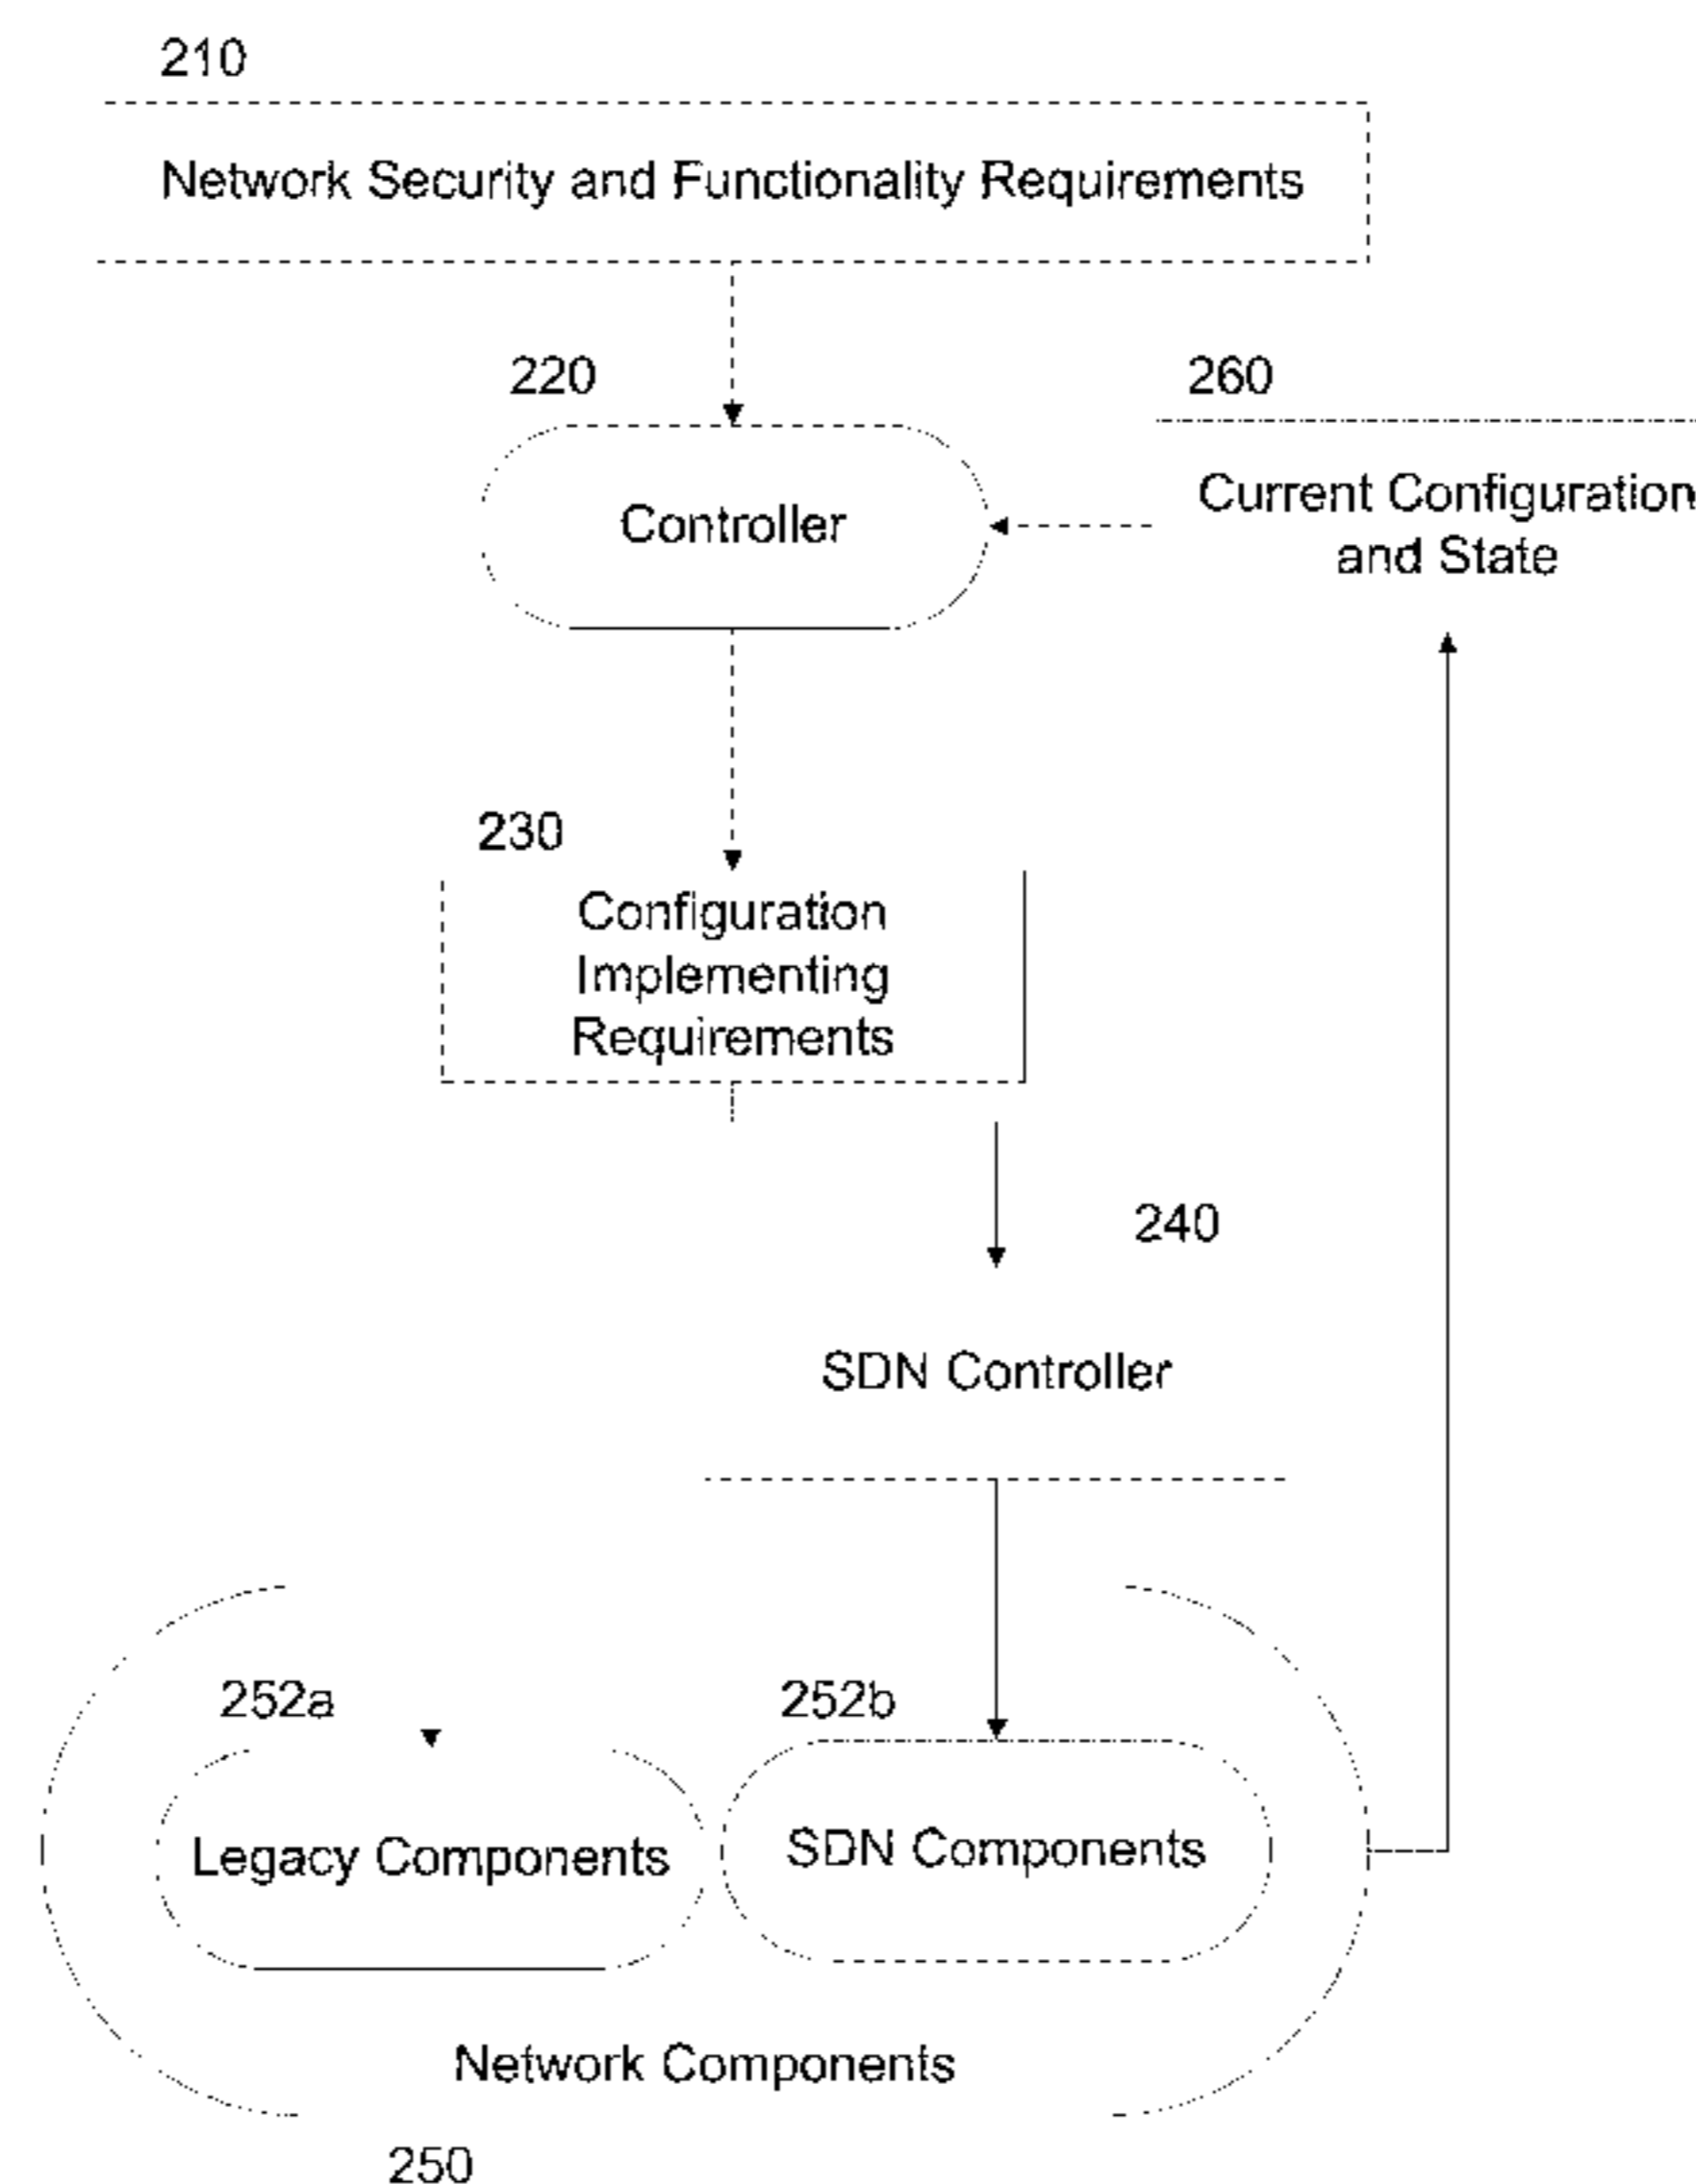 210
Network Security and Functionality Requirements
220
260
Controller
Current Configuration
and State
230
Configuration
Implementing
Requirements
240
SDN Controller
252a
252b
Legacy Components
SDN Components
Network Components
250